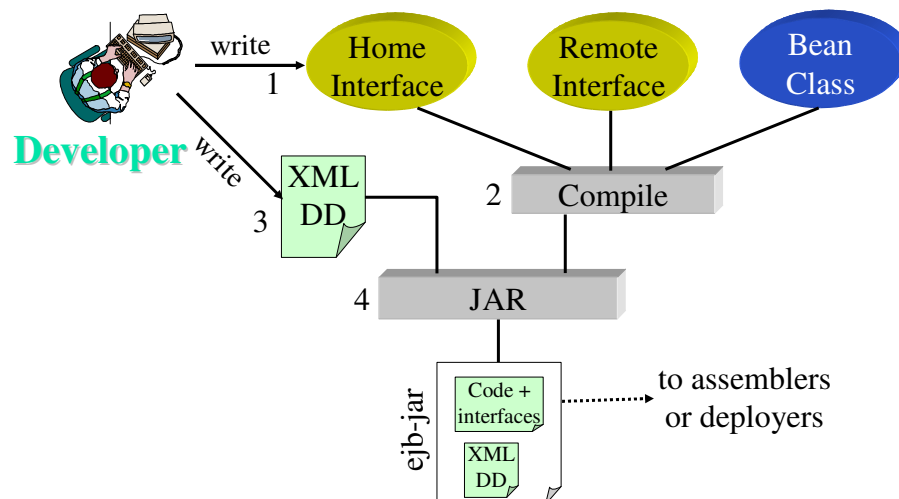 write
1
Home
Interface
Remote
Interface
Bean
Class
Developer
write
XML
DD
3
2
Compile
4
JAR
ejb-jar
Code +
interfaces
XML
DD
to assemblers
or deployers